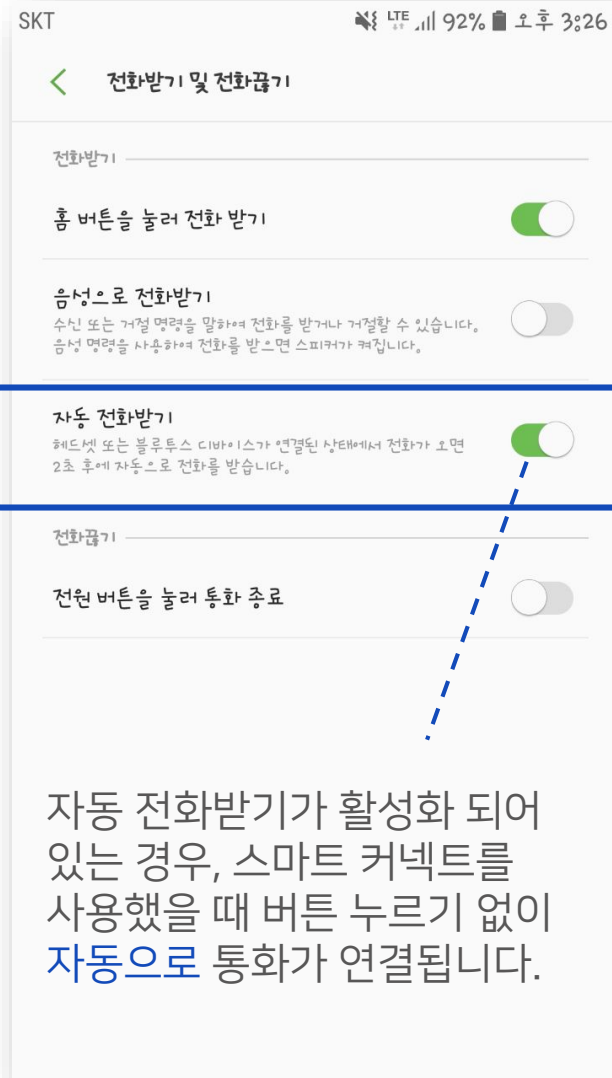 SKT LTE 92% 오후 3:26
전화받기 및 전화끊기
전화받기
홈 버튼을 눌러 전화 받기
음성으로 전화받기
수신 또는 거절 명령을 말하여 전화를 받거나 거절할 수 있습니다.
음성 명령을 사용하여 전화를 받으면 스피커가 켜집니다.
자동 전화받기
헤드셋 또는 블루투스 디바이스가 연결된 상태에서 전화가 오면
2초 후에 자동으로 전화를 받습니다.
전화끊기
전원 버튼을 눌러 통화 종료
자동 전화받기가 활성화 되어
있는 경우, 스마트 커넥트를
사용했을 때 버튼 누르기 없이
자동으로 통화가 연결됩니다.